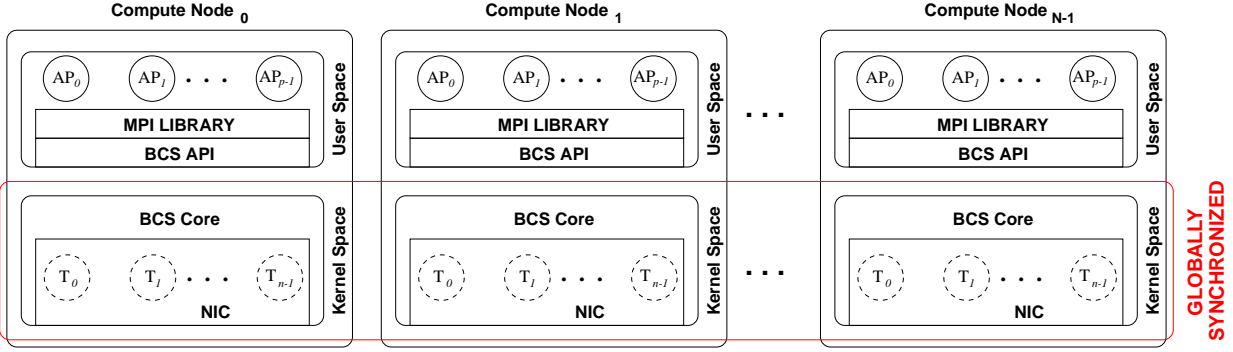 Compute Node 0
AP0 AP1 . . . APp-1
MPI LIBRARY
BCS API
User Space
BCS Core
T0 T1 . . . Tn-1
NIC
Kernel Space
Compute Node 1
AP0 AP1 . . . APp-1
MPI LIBRARY
BCS API
User Space
BCS Core
T0 T1 . . . Tn-1
NIC
Kernel Space
. . .
. . .
Compute Node N-1
AP0 AP1 . . . APp-1
MPI LIBRARY
BCS API
User Space
BCS Core
T0 T1 . . . Tn-1
NIC
Kernel Space
GLOBALLY
SYNCHRONIZED